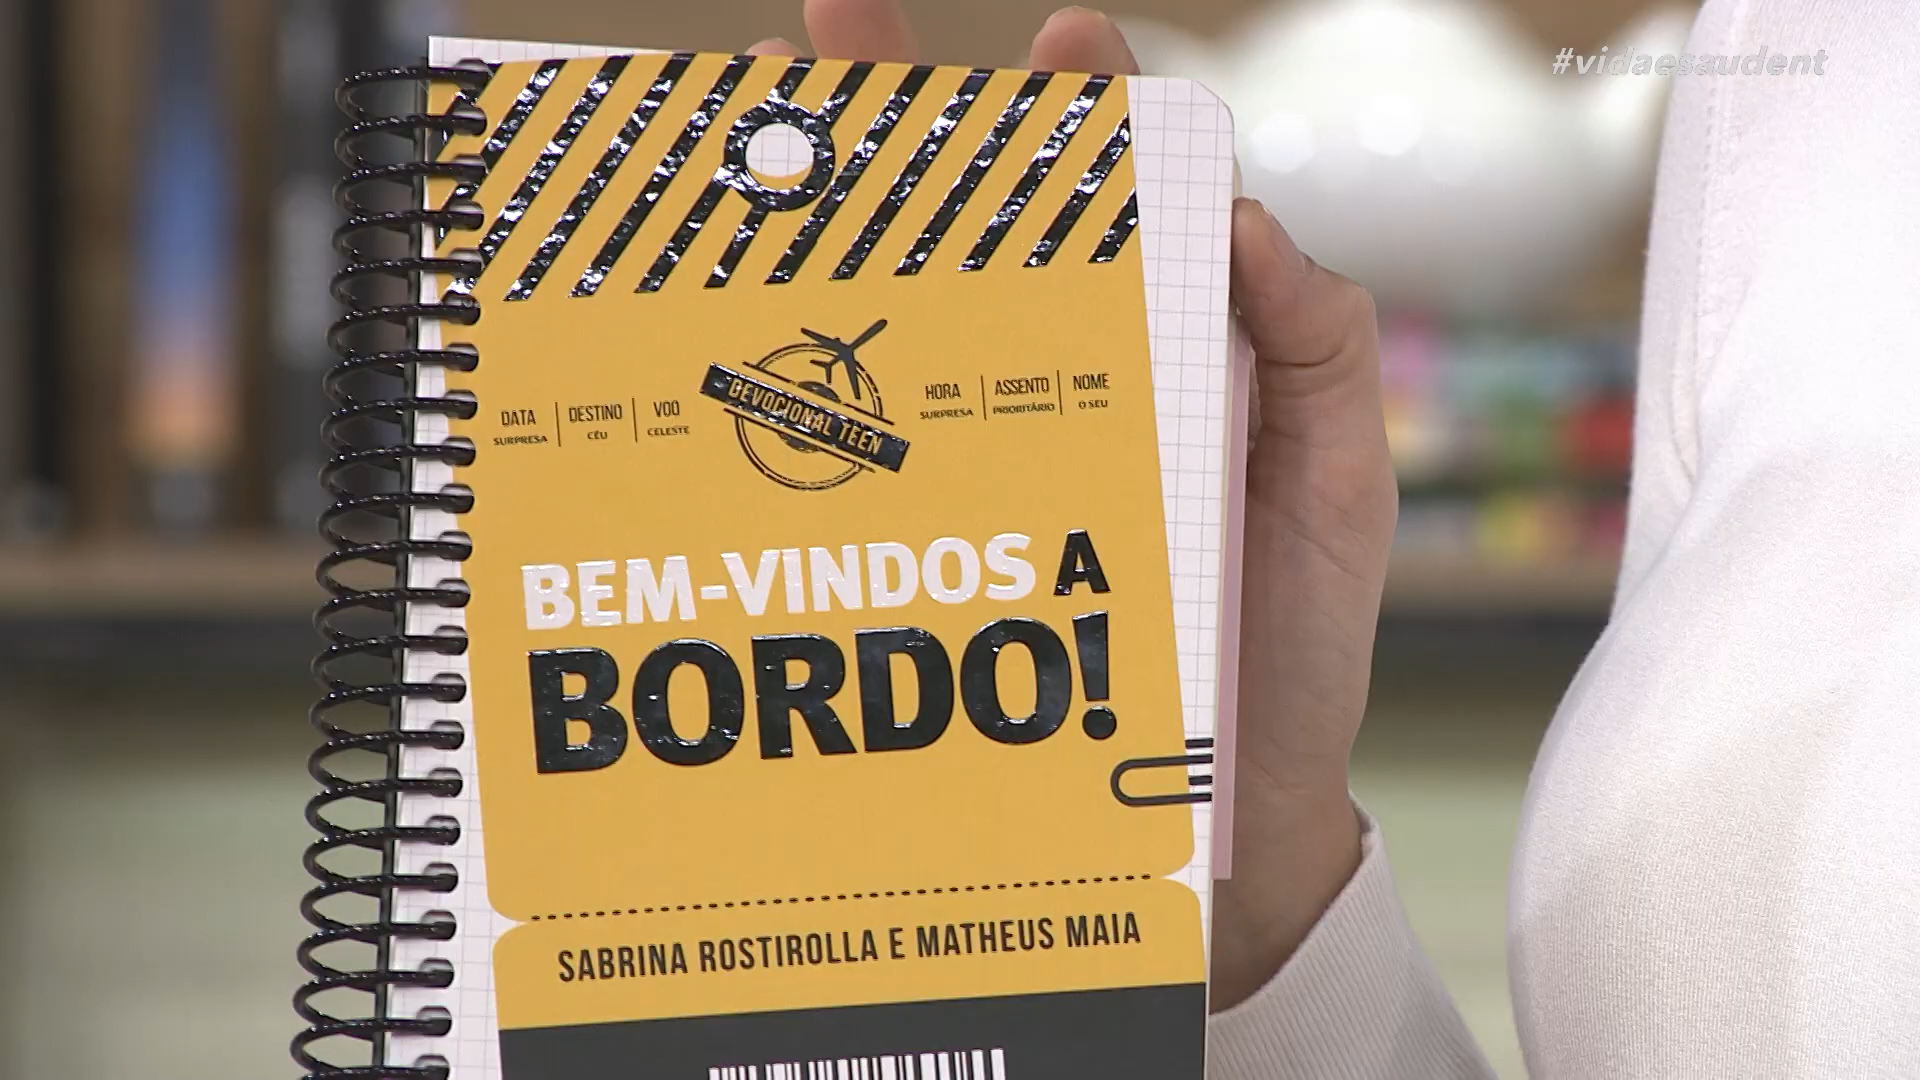 #vidaesaudent
DATA
SURPRESA
DESTINO
CÉU
VOO
CELESTE
DEVOCIONAL TEEN
HORA
SURPRESA
ASSENTO
PRIORITÁRIO
NOME
O SEU
BEM-VINDOS A
BORDO!
SABRINA ROSTIROLLA E MATHEUS MAIA